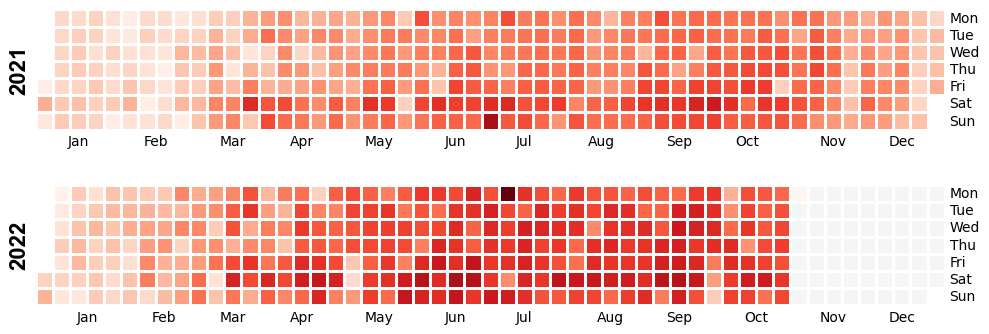 2021
Mon
Tue
Wed
Thu
Fri
Sat
Sun
Jan Feb Mar Apr May Jun Jul Aug Sep Oct Nov Dec
2022
Mon
Tue
Wed
Thu
Fri
Sat
Sun
Jan Feb Mar Apr May Jun Jul Aug Sep Oct Nov Dec